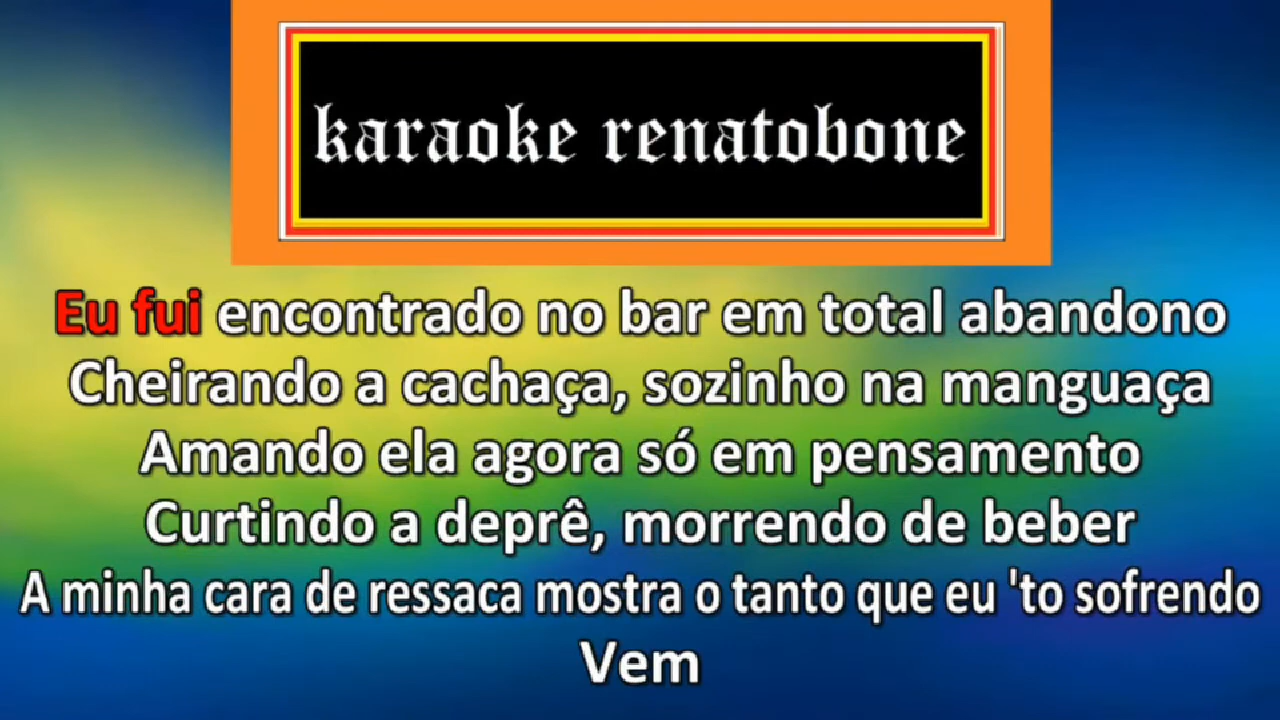 karaoke renatobone
Eu fui encontrado no bar em total abandono
Cheirando a cachaça, sozinho na manguaça
Amando ela agora só em pensamento
Curtindo a deprê, morrendo de beber
A minha cara de ressaca mostra o tanto que eu 'to sofrendo
Vem